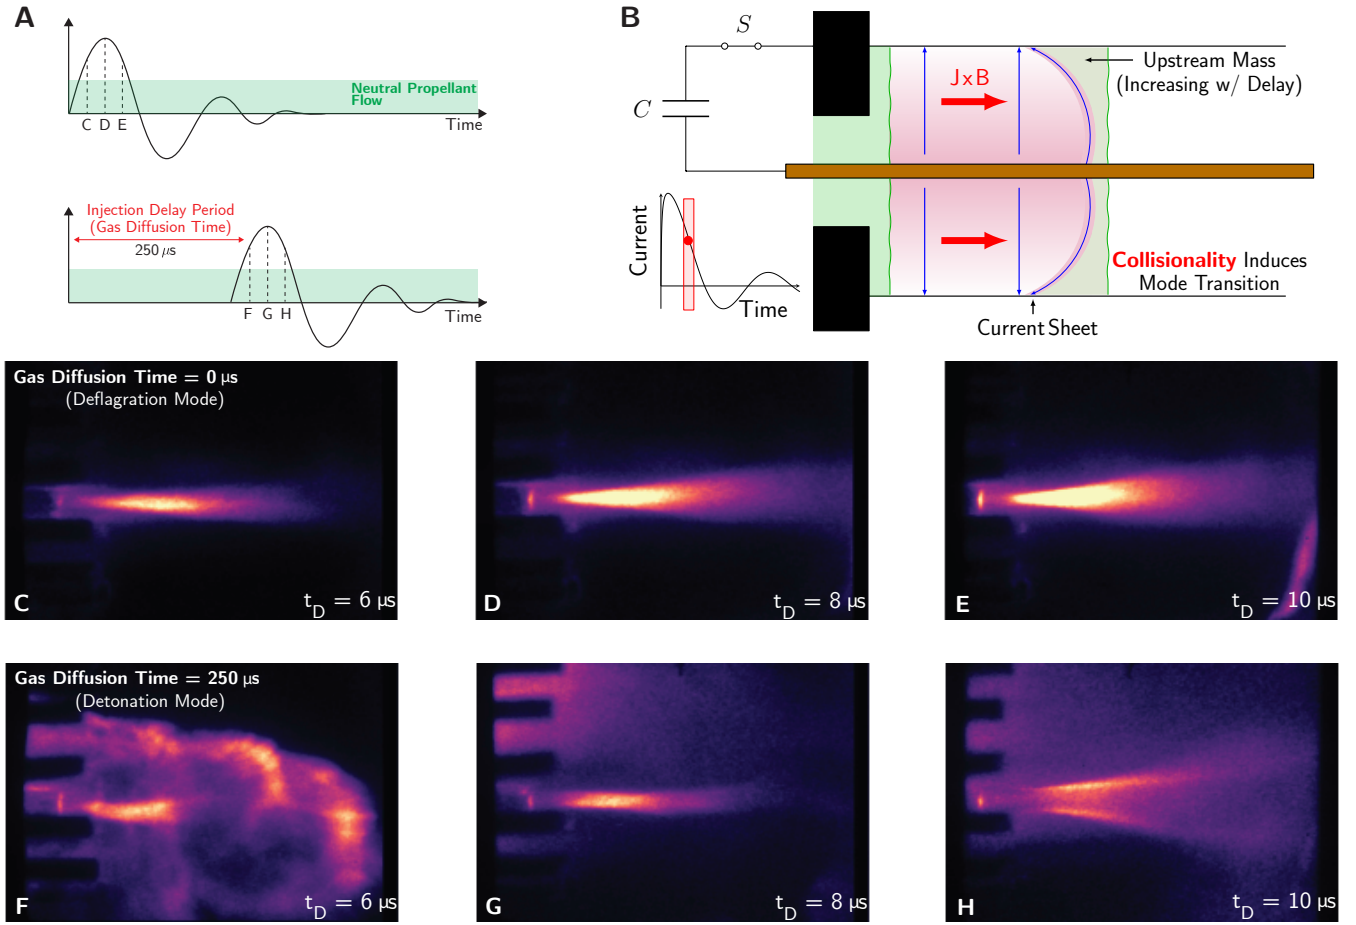 A
Neutral Propellant
Flow
C D E
Time
Injection Delay Period
(Gas Diffusion Time)
250 μs
F G H
Time
B
S
C
JxB
Upstream Mass
(Increasing w/ Delay)
Current
Time
Collisionality Induces
Mode Transition
Current Sheet
Gas Diffusion Time = 0 μs
(Deflagration Mode)
C
t_D = 6 μs
D
t_D = 8 μs
E
t_D = 10 μs
Gas Diffusion Time = 250 μs
(Detonation Mode)
F
t_D = 6 μs
G
t_D = 8 μs
H
t_D = 10 μs